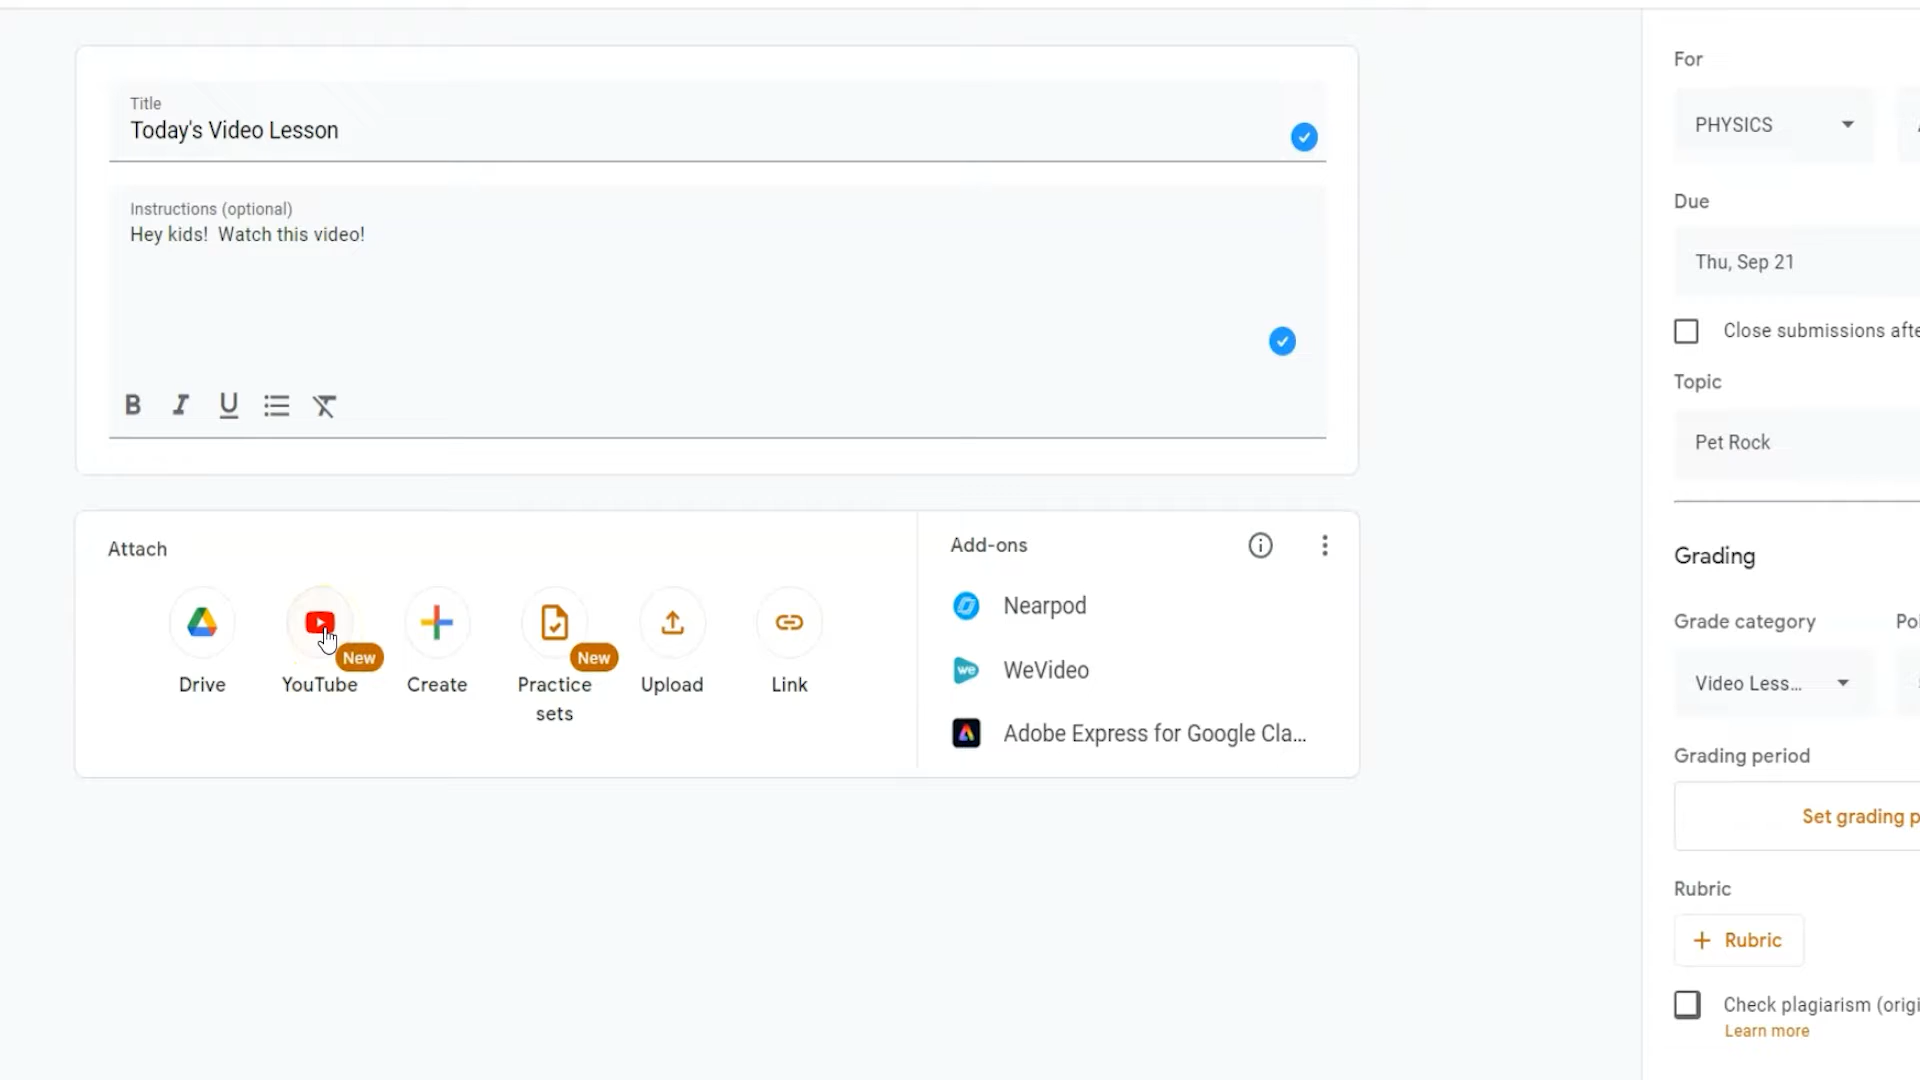 Title
Today's Video Lesson
Instructions (optional)
Hey kids!  Watch this video!
B I U
Attach
Drive
New
YouTube
Create
New
Practice
sets
Upload
Link
Add-ons
Nearpod
we
WeVideo
Adobe Express for Google Cla...
For
PHYSICS
Due
Thu, Sep 21
Close submissions afte
Topic
Pet Rock
Grading
Grade category
Poi
Video Less...
Grading period
Set grading p
Rubric
+ Rubric
Check plagiarism (origi
Learn more